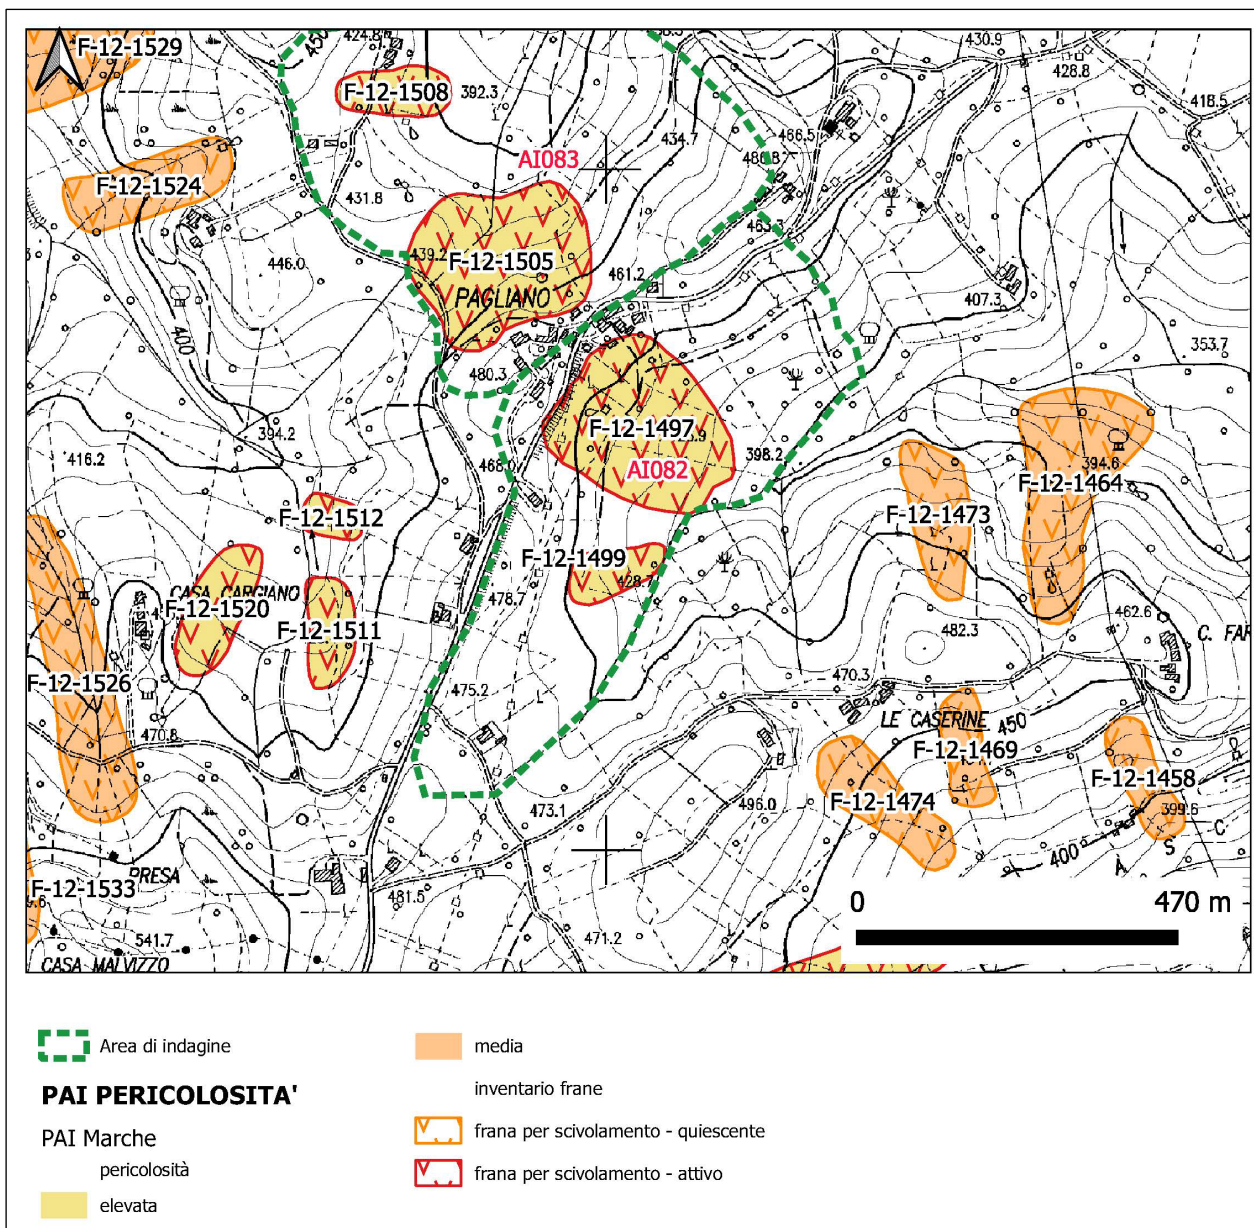 F-12-1529
450
424.8
430.9
428.8
418.5
F-12-1508
392.3
434.7
466.5
480.8
AI083
F-12-1524
431.8
463.3
439.2
446.0
F-12-1505
461.2
407.3
PAGLIANO
400
353.7
480.3
394.2
F-12-1497
416.2
468.0
398.2
394.6
AI082
F-12-1464
F-12-1512
F-12-1473
F-12-1499
428.7
CASA CARGIANO
F-12-1520
478.7
462.6
F-12-1511
482.3
C. FAR
F-12-1526
475.2
470.3
LE CASERINE
450
470.8
F-12-1469
F-12-1458
F-12-1474
473.1
496.0
399.6
C
400
S
A
PRESA
F-12-1533
481.5
0
470 m
541.7
471.2
CASA MALVIZZO
Area di indagine
PAI PERICOLOSITA'
PAI Marche
pericolosità
elevata
media
inventario frane
frana per scivolamento - quiescente
frana per scivolamento - attivo